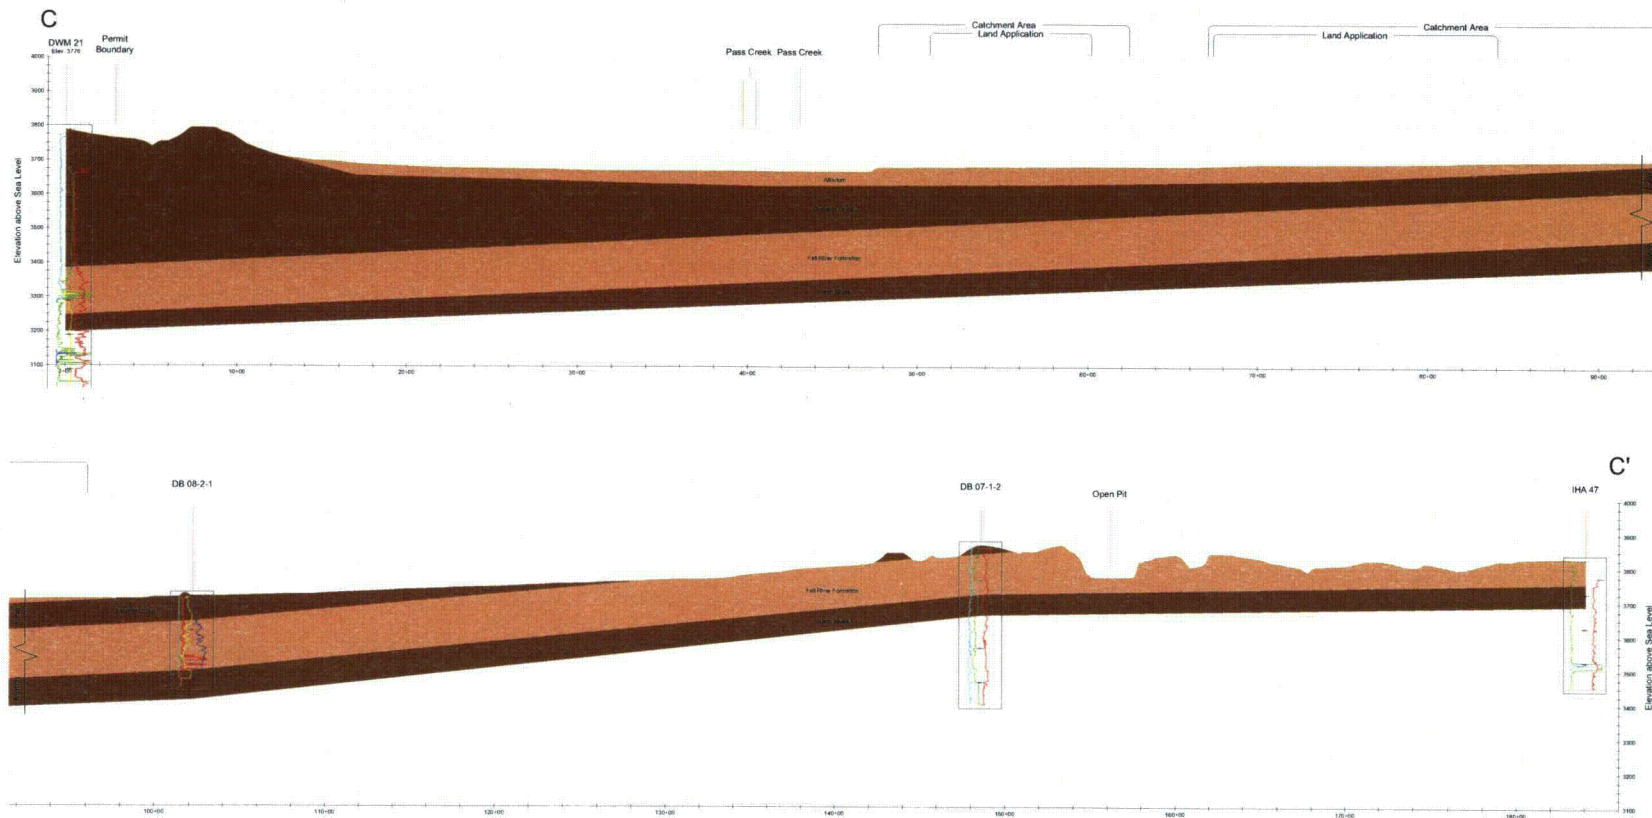 C
DWM 21
Elev 3776
Permit
Boundary
Pass Creek Pass Creek
Catchment Area
Land Application
Catchment Area
Land Application
Elevation above Sea Level
4000
3900
3800
3700
3600
3500
3400
3300
3200
3100
Alluvium
Fall River Formation
10+00
20+00
30+00
40+00
50+00
60+00
70+00
80+00
90+00
C'
DB 08-2-1
DB 07-1-2
Open Pit
IHA 47
Fall River Formation
4000
3900
3800
3700
3600
3500
3400
3300
3200
3100
Elevation above Sea Level
100+00
110+00
120+00
130+00
140+00
150+00
160+00
170+00
180+00